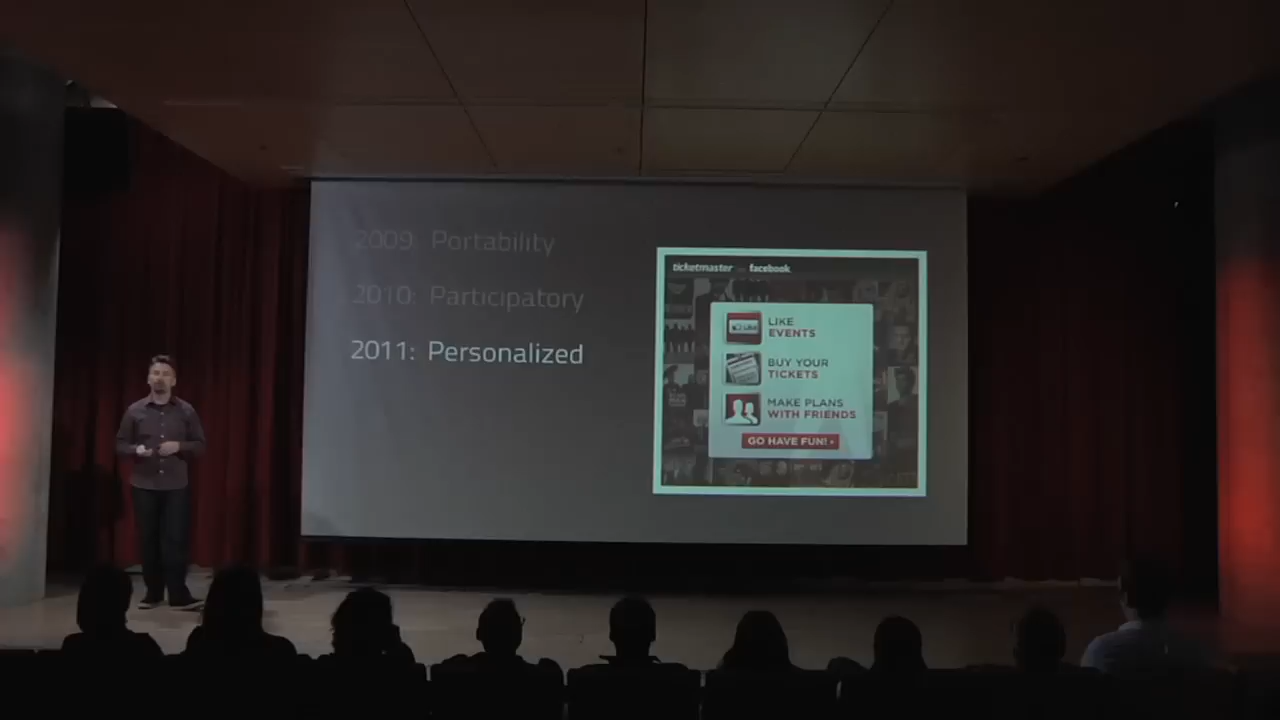 2009: Portability
2010: Participatory
2011: Personalized
ticketmaster facebook
LIKE
LIKE
EVENTS
BUY YOUR
TICKETS
MAKE PLANS
WITH FRIENDS
GO HAVE FUN!